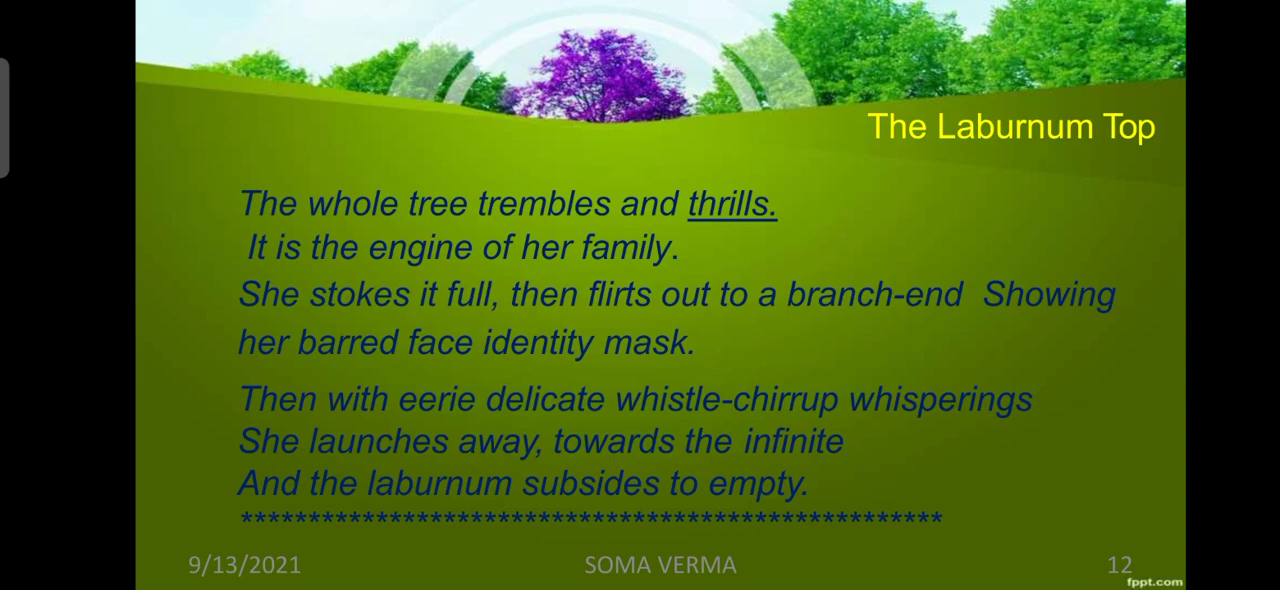 The Laburnum Top
The whole tree trembles and thrills.
It is the engine of her family.
She stokes it full, then flirts out to a branch-end Showing
her barred face identity mask.
Then with eerie delicate whistle-chirrup whisperings
She launches away, towards the infinite
And the laburnum subsides to empty.
****************************************************
9/13/2021 SOMA VERMA 12
fppt.com